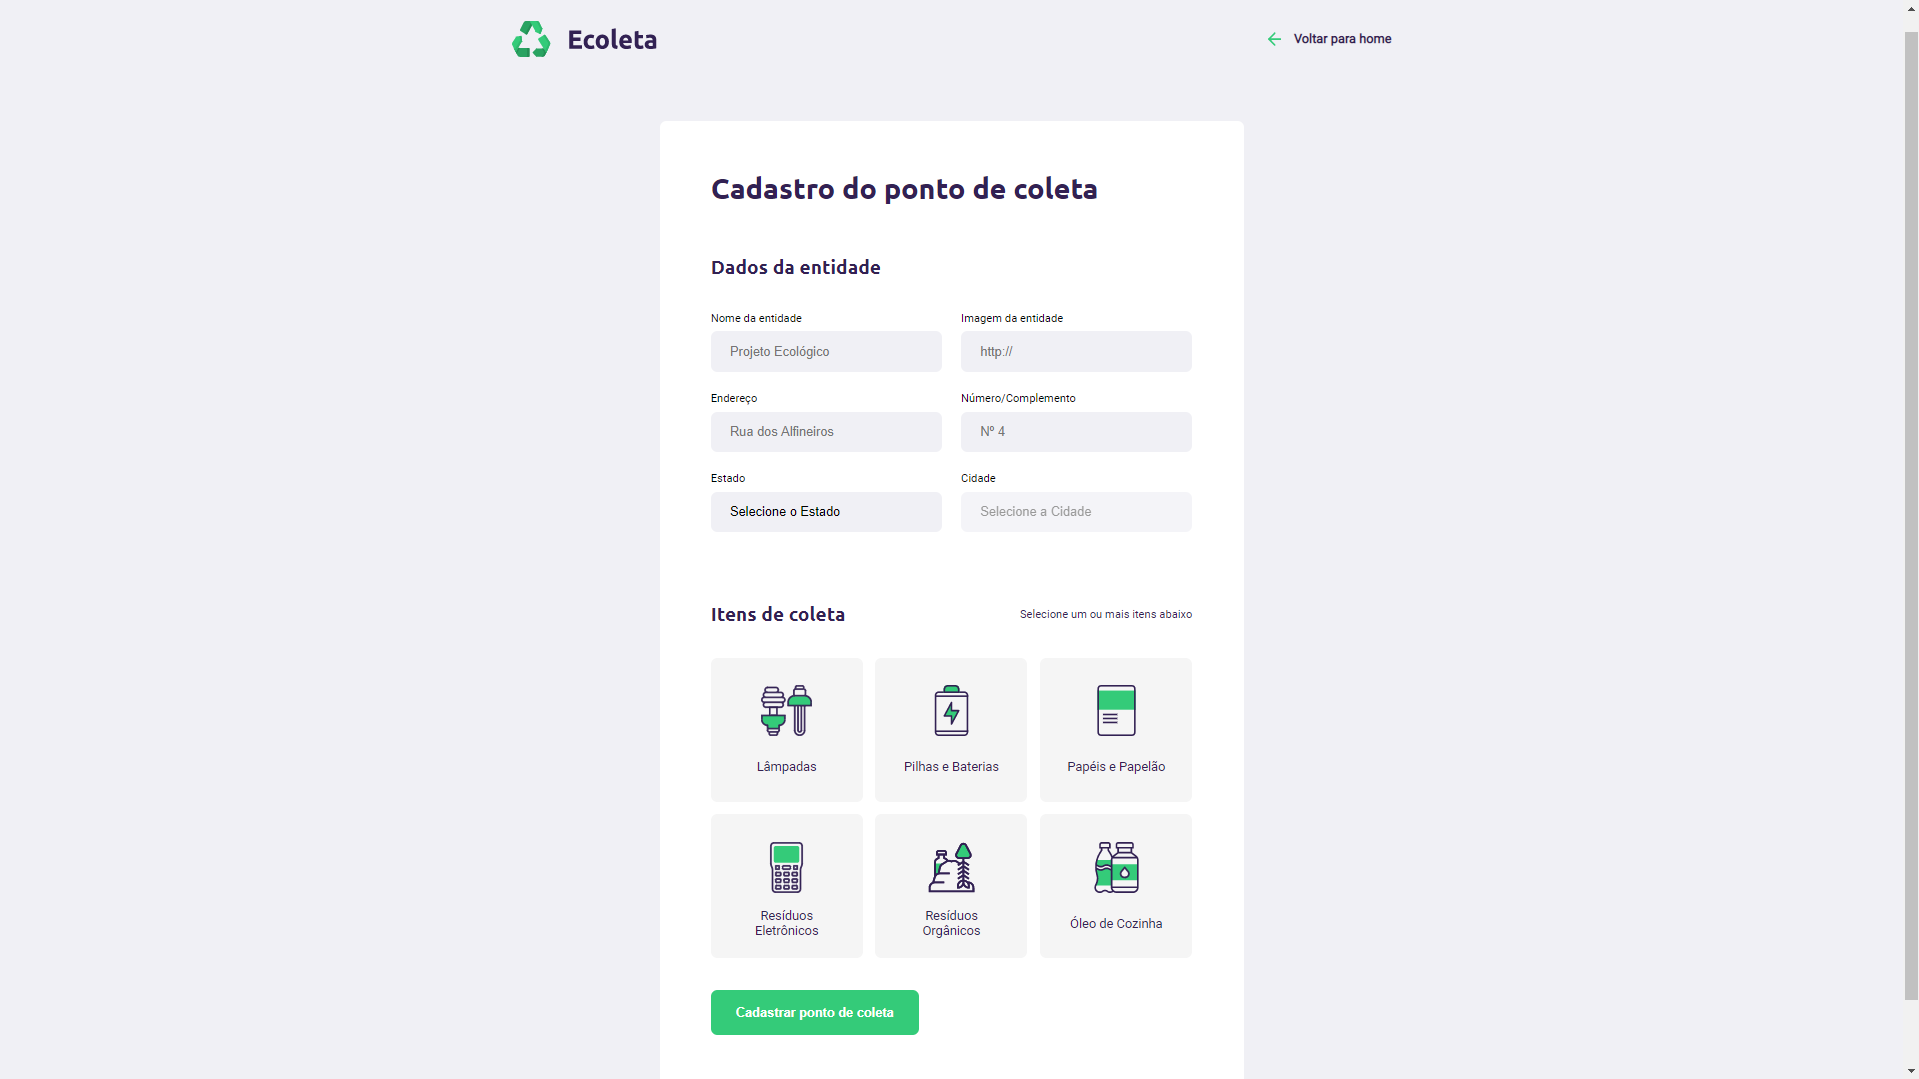 Ecoleta
Voltar para home
Cadastro do ponto de coleta
Dados da entidade
Nome da entidade
Imagem da entidade
Projeto Ecológico
http://
Endereço
Número/Complemento
Rua dos Alfineiros
Nº 4
Estado
Cidade
Selecione o Estado
Selecione a Cidade
Itens de coleta
Selecione um ou mais itens abaixo
Lâmpadas
Pilhas e Baterias
Papéis e Papelão
Resíduos
Eletrônicos
Resíduos
Orgânicos
Óleo de Cozinha
Cadastrar ponto de coleta